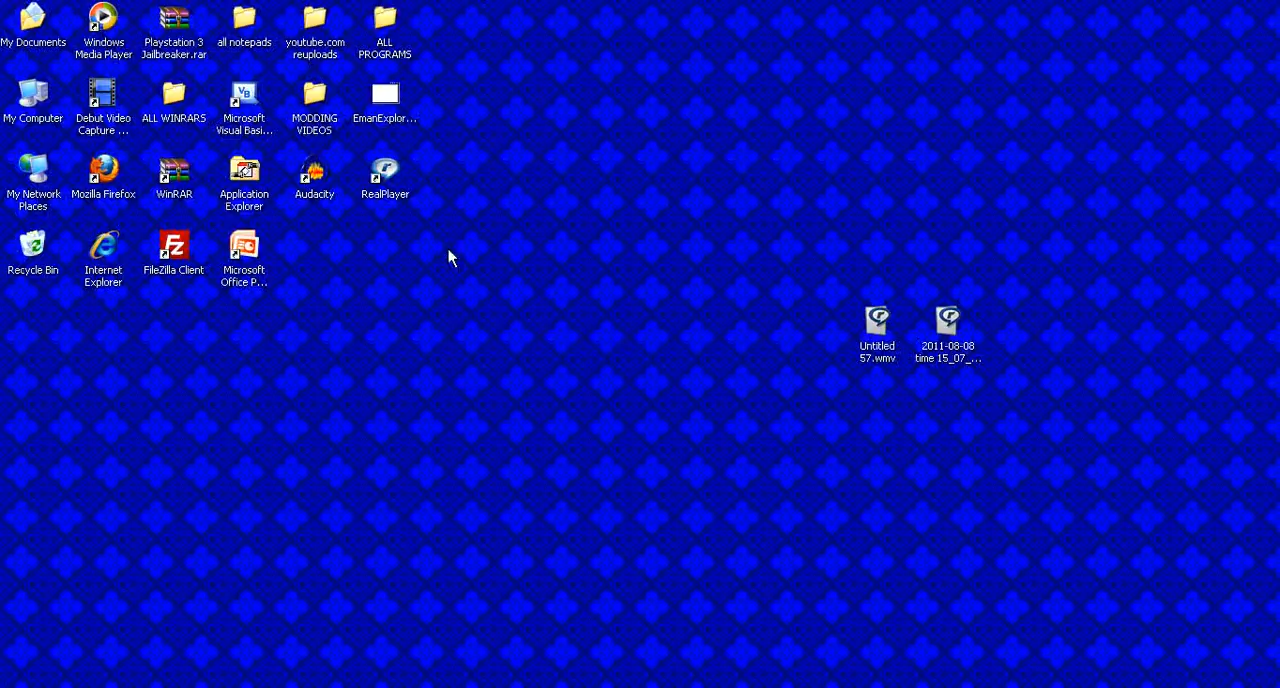 My Documents
Windows
Media Player
Playstation 3
Jailbreaker.rar
all notepads
youtube.com
reuploads
ALL
PROGRAMS
My Computer
Debut Video
Capture ...
ALL WINRARS
Microsoft
Visual Basi...
MODDING
VIDEOS
EmanExplor...
My Network
Places
Mozilla Firefox
WinRAR
Application
Explorer
Audacity
RealPlayer
Recycle Bin
Internet
Explorer
FileZilla Client
Microsoft
Office P...
Untitled
57.wmv
2011-08-08
time 15_07_...